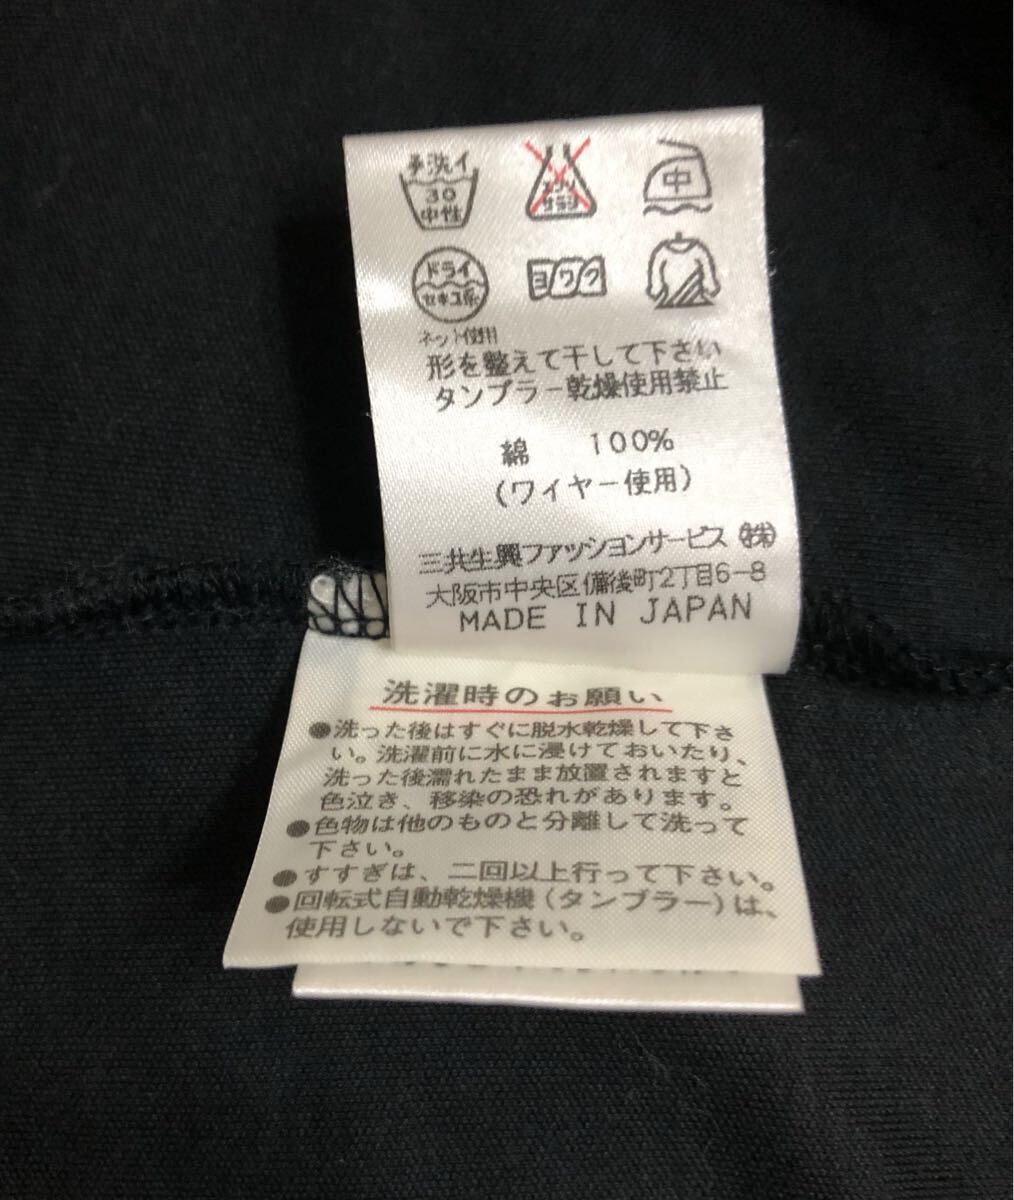 手洗イ
30
中性
エンソ
サラシ
中
ドライ
セキユ系
ヨワク
ネット使用
形を整えて干して下さい
タンブラー乾燥使用禁止
綿 100%
(ワイヤー使用)
三共生興ファッションサービス(株)
大阪市中央区備後町2丁目6-8
MADE IN JAPAN
洗濯時のお願い
●洗った後はすぐに脱水乾燥して下さ
い。洗濯前に水に浸けておいたり、
洗った後濡れたまま放置されますと
色泣き、移染の恐れがあります。
●色物は他のものと分離して洗って
下さい。
●すすぎは、二回以上行って下さい。
●回転式自動乾燥機(タンブラー)は、
使用しないで下さい。